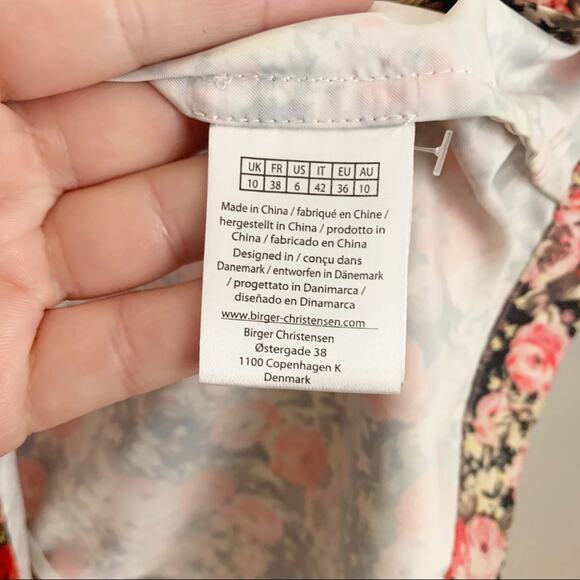 UK FR US IT EU AU
10 38 6 42 36 10
Made in China / fabriqué en Chine /
hergestellt in China / prodotto in
China / fabricado en China
Designed in / conçu dans
Danemark / entworfen in Dänemark
/ progettato in Danimarca /
diseñado en Dinamarca
www.birger-christensen.com
Birger Christensen
Østergade 38
1100 Copenhagen K
Denmark